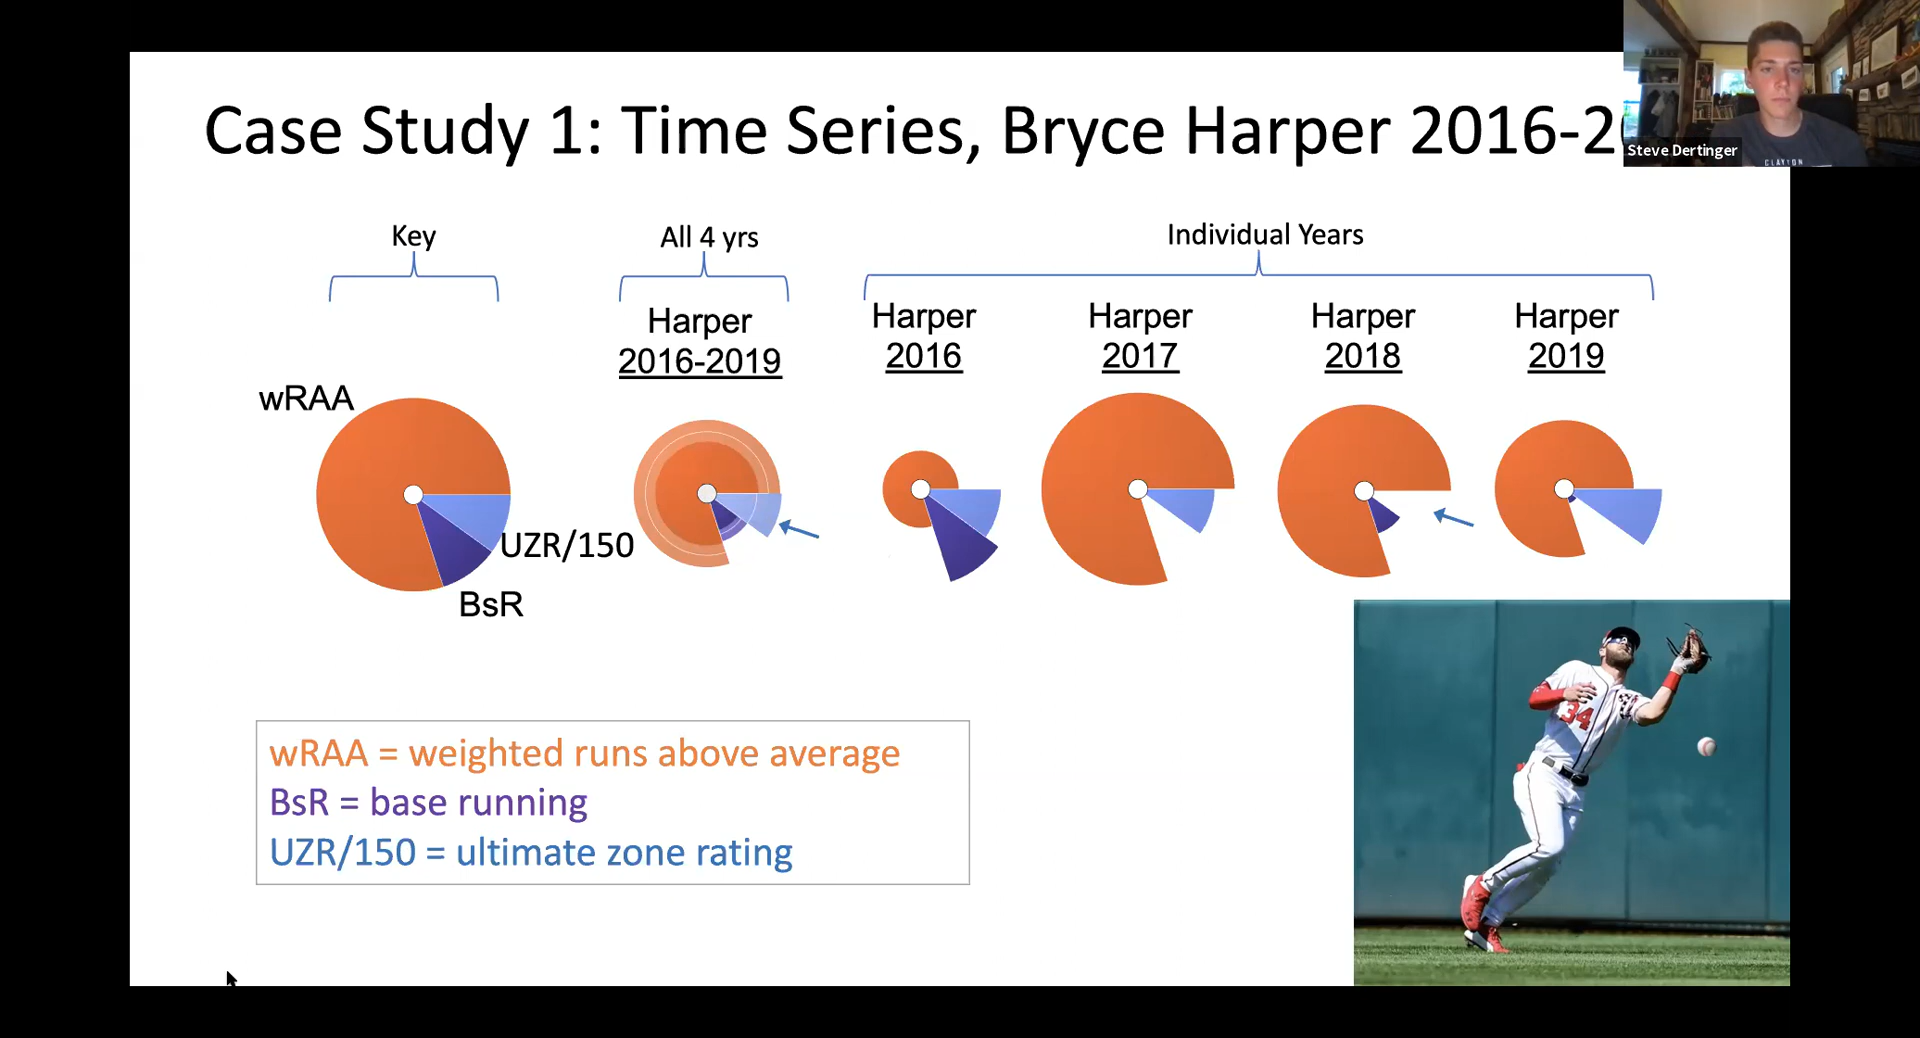 Case Study 1: Time Series, Bryce Harper 2016-2
Steve Dertinger
CLAYTON
Key
All 4 yrs
Individual Years
Harper
2016-2019
Harper
2016
Harper
2017
Harper
2018
Harper
2019
wRAA
UZR/150
BsR
wRAA = weighted runs above average
BsR = base running
UZR/150 = ultimate zone rating
34